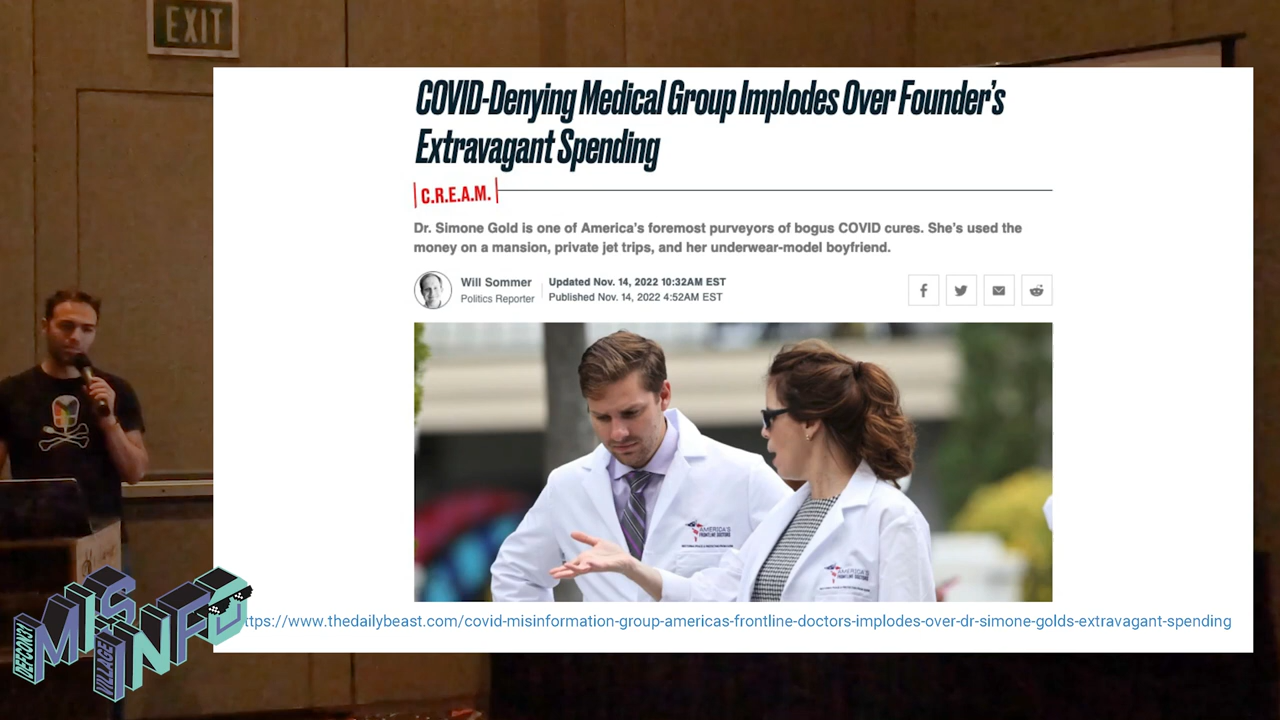 EXIT
COVID-Denying Medical Group Implodes Over Founder's
Extravagant Spending
C.R.E.A.M.
Dr. Simone Gold is one of America's foremost purveyors of bogus COVID cures. She's used the
money on a mansion, private jet trips, and her underwear-model boyfriend.
Will Sommer
Politics Reporter
Updated Nov. 14, 2022 10:32AM EST
Published Nov. 14, 2022 4:52AM EST
AMERICA'S
FRONTLINE DOCTORS
AMERICA'S
FRONTLINE DOCTORS
ttps://www.thedailybeast.com/covid-misinformation-group-americas-frontline-doctors-implodes-over-dr-simone-golds-extravagant-spending
DEFCON31
MIS
INFO
VILLAGE